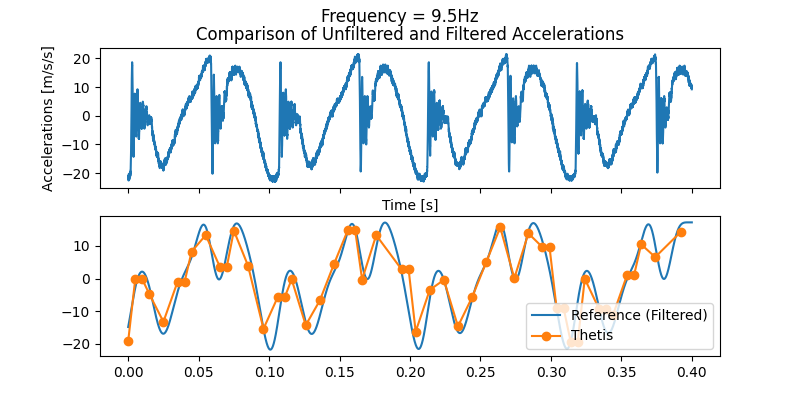 Frequency = 9.5Hz
Comparison of Unfiltered and Filtered Accelerations
Accelerations [m/s/s]
20
10
0
−10
−20
Time [s]
10
0
−10
−20
Reference (Filtered)
Thetis
0.00 0.05 0.10 0.15 0.20 0.25 0.30 0.35 0.40